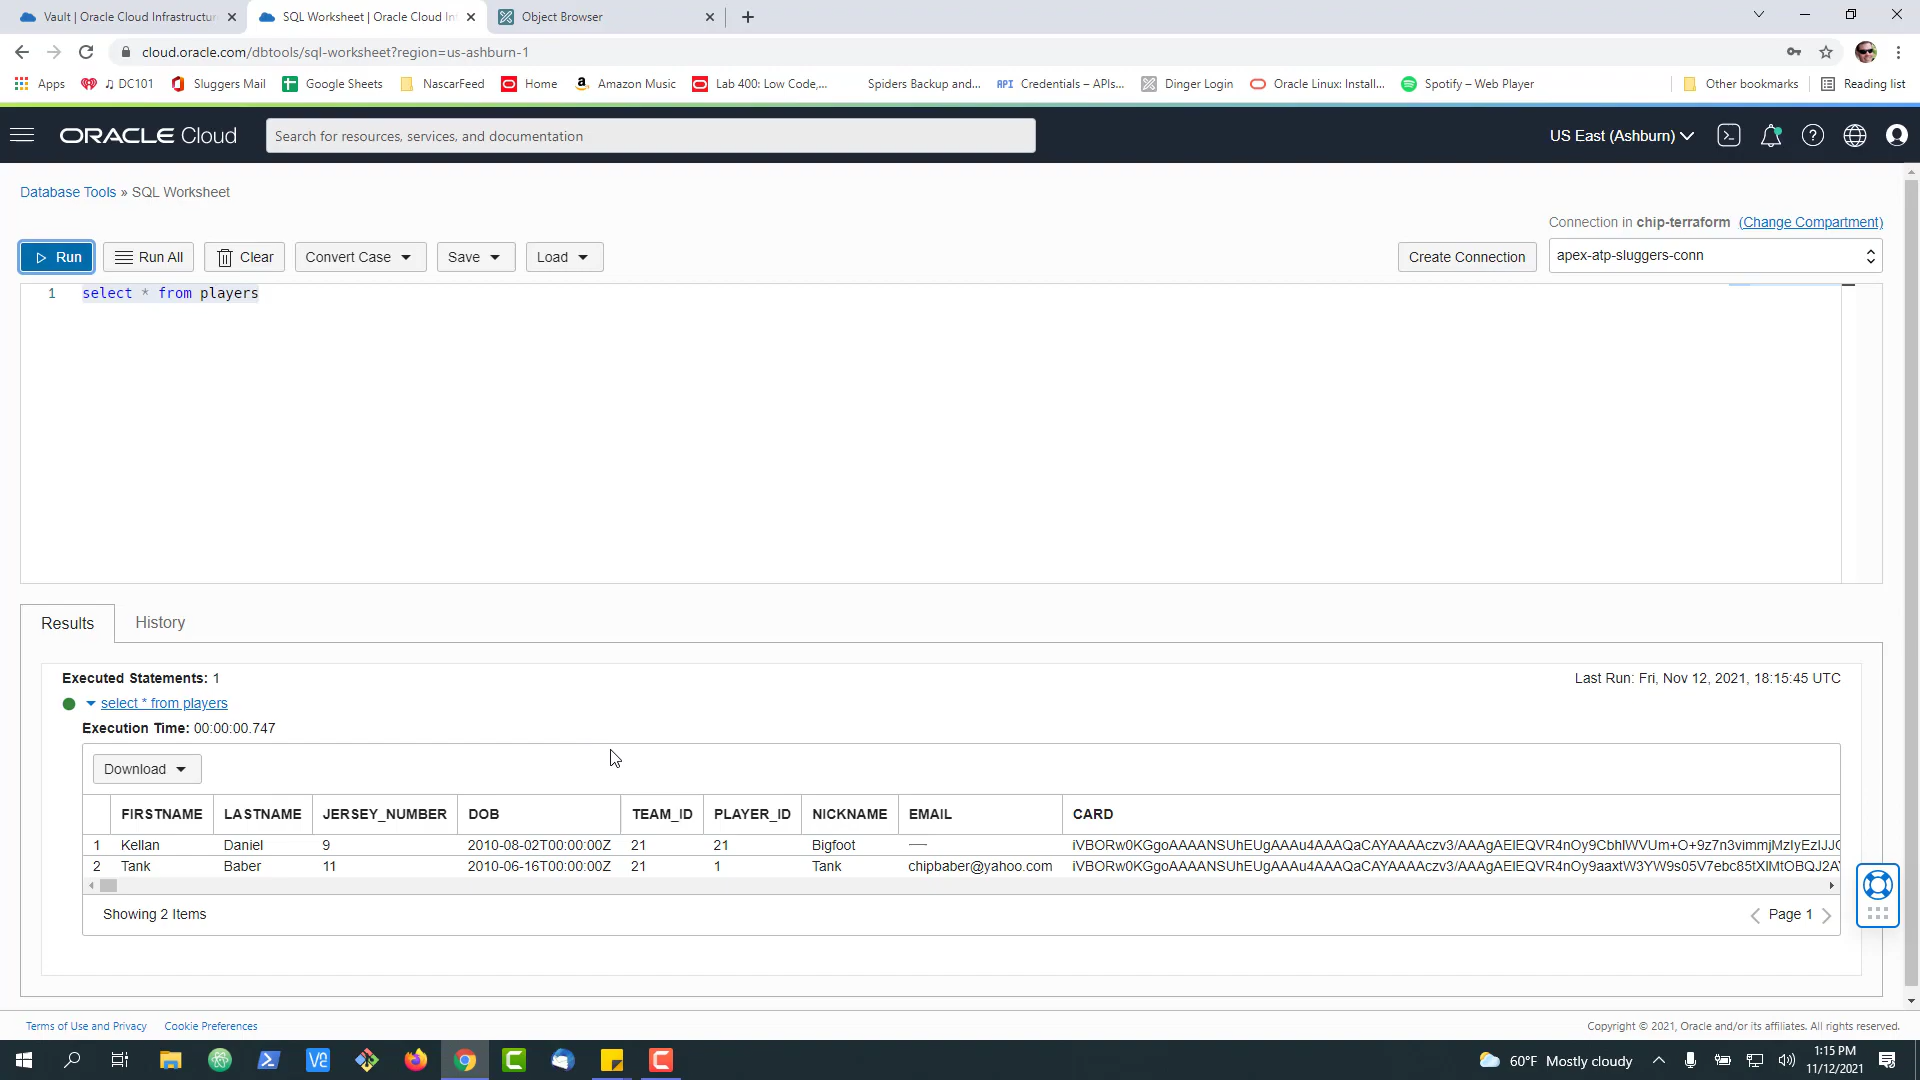 Vault | Oracle Cloud Infrastructur
SQL Worksheet | Oracle Cloud In
Object Browser
cloud.oracle.com/dbtools/sql-worksheet?region=us-ashburn-1
Apps
♫ DC101
Sluggers Mail
Google Sheets
NascarFeed
Home
Amazon Music
Lab 400: Low Code,...
Spiders Backup and...
API Credentials – APIs...
Dinger Login
Oracle Linux: Install...
Spotify – Web Player
Other bookmarks
Reading list
ORACLE Cloud
Search for resources, services, and documentation
US East (Ashburn)
Database Tools » SQL Worksheet
Connection in chip-terraform (Change Compartment)
Run
Run All
Clear
Convert Case
Save
Load
Create Connection
apex-atp-sluggers-conn
1 select * from players
Results
History
Executed Statements: 1
Last Run: Fri, Nov 12, 2021, 18:15:45 UTC
select * from players
Execution Time: 00:00:00.747
Download
FIRSTNAME LASTNAME JERSEY_NUMBER DOB TEAM_ID PLAYER_ID NICKNAME EMAIL CARD
1 Kellan Daniel 9 2010-08-02T00:00:00Z 21 21 Bigfoot — iVBORw0KGgoAAAANSUhEUgAAAu4AAAQaCAYAAAAczv3/AAAgAElEQVR4nOy9CbhlWVUm+O+9z7n3vimmjMzIyEzIJJC
2 Tank Baber 11 2010-06-16T00:00:00Z 21 1 Tank chipbaber@yahoo.com iVBORw0KGgoAAAANSUhEUgAAAu4AAAQaCAYAAAAczv3/AAAgAElEQVR4nOy9aaxtW3YW9s05V7ebc85tXlMtOBQJ2A
Showing 2 Items
Page 1
Terms of Use and Privacy
Cookie Preferences
Copyright © 2021, Oracle and/or its affiliates. All rights reserved.
60°F Mostly cloudy
1:15 PM
11/12/2021